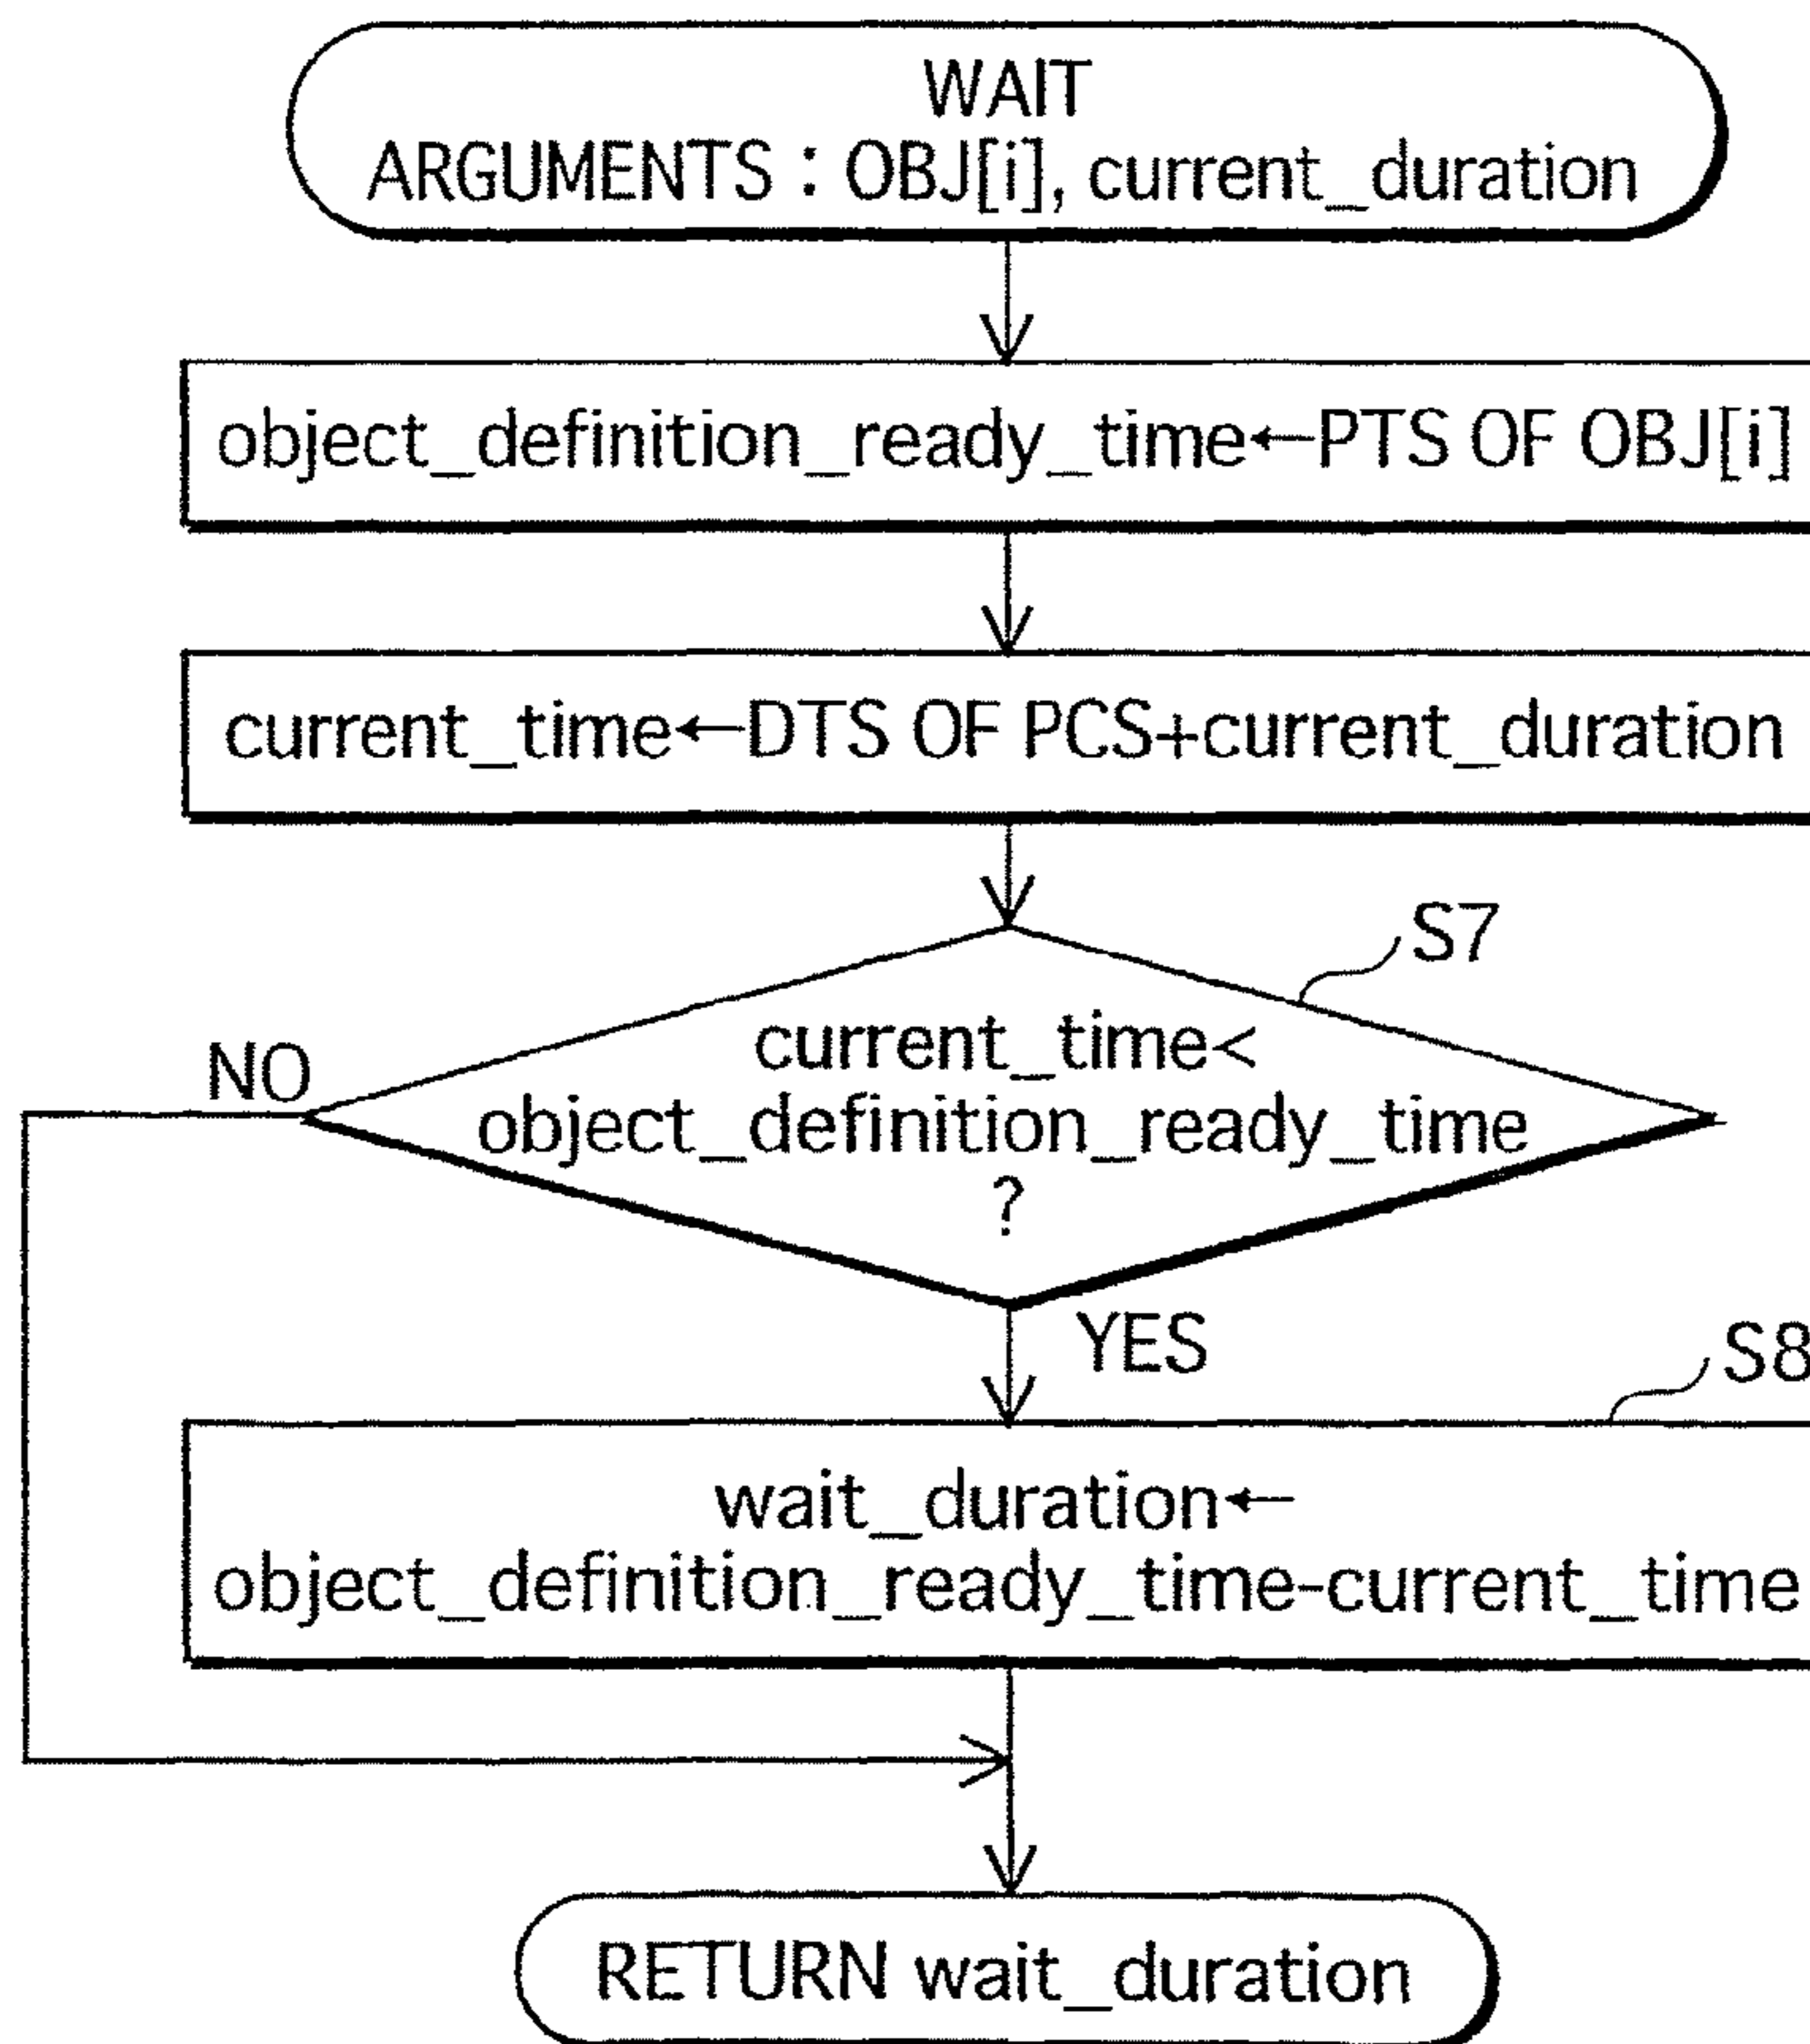 WAIT
ARGUMENTS : OBJ[i], current_duration
object_definition_ready_time←PTS OF OBJ[i]
current_time←DTS OF PCS+current_duration
S7
current_time<
NO
object_definition_ready_time
?
YES
S8
wait_duration←
object_definition_ready_time-current_time
RETURN wait_duration